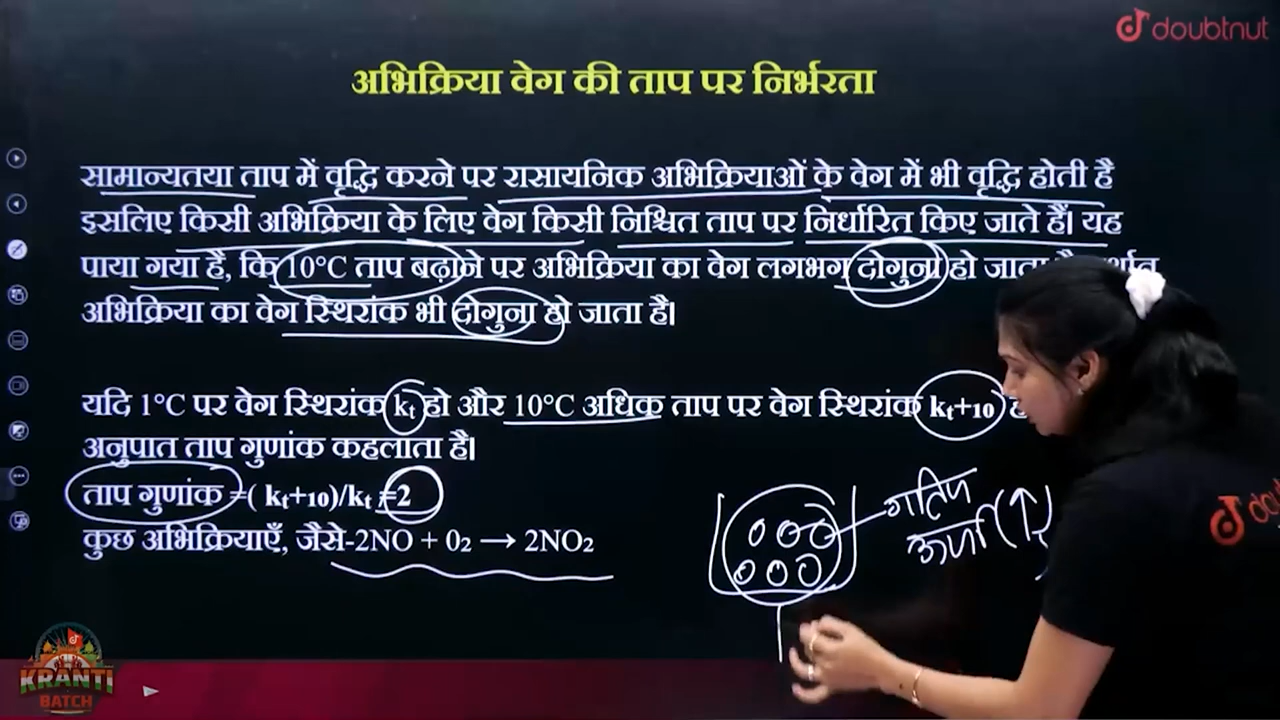 doubtnut
अभिक्रिया वेग की ताप पर निर्भरता
सामान्यतया ताप में वृद्धि करने पर रासायनिक अभिक्रियाओं के वेग में भी वृद्धि होती है
इसलिए किसी अभिक्रिया के लिए वेग किसी निश्चित ताप पर निर्धारित किए जाते हैं। यह
पाया गया है, कि 10°C ताप बढ़ाने पर अभिक्रिया का वेग लगभग दोगुना हो जाता
अभिक्रिया का वेग स्थिरांक भी दोगुना हो जाता है।
यदि 1°C पर वेग स्थिरांक kₜ हो और 10°C अधिक ताप पर वेग स्थिरांक kₜ+10
अनुपात ताप गुणांक कहलाता है।
ताप गुणांक =( kₜ+10)/kₜ =2
कुछ अभिक्रियाएँ, जैसे-2NO + 0₂ → 2NO₂
गतिज
ऊर्जा (↑)
KRANTI
BATCH